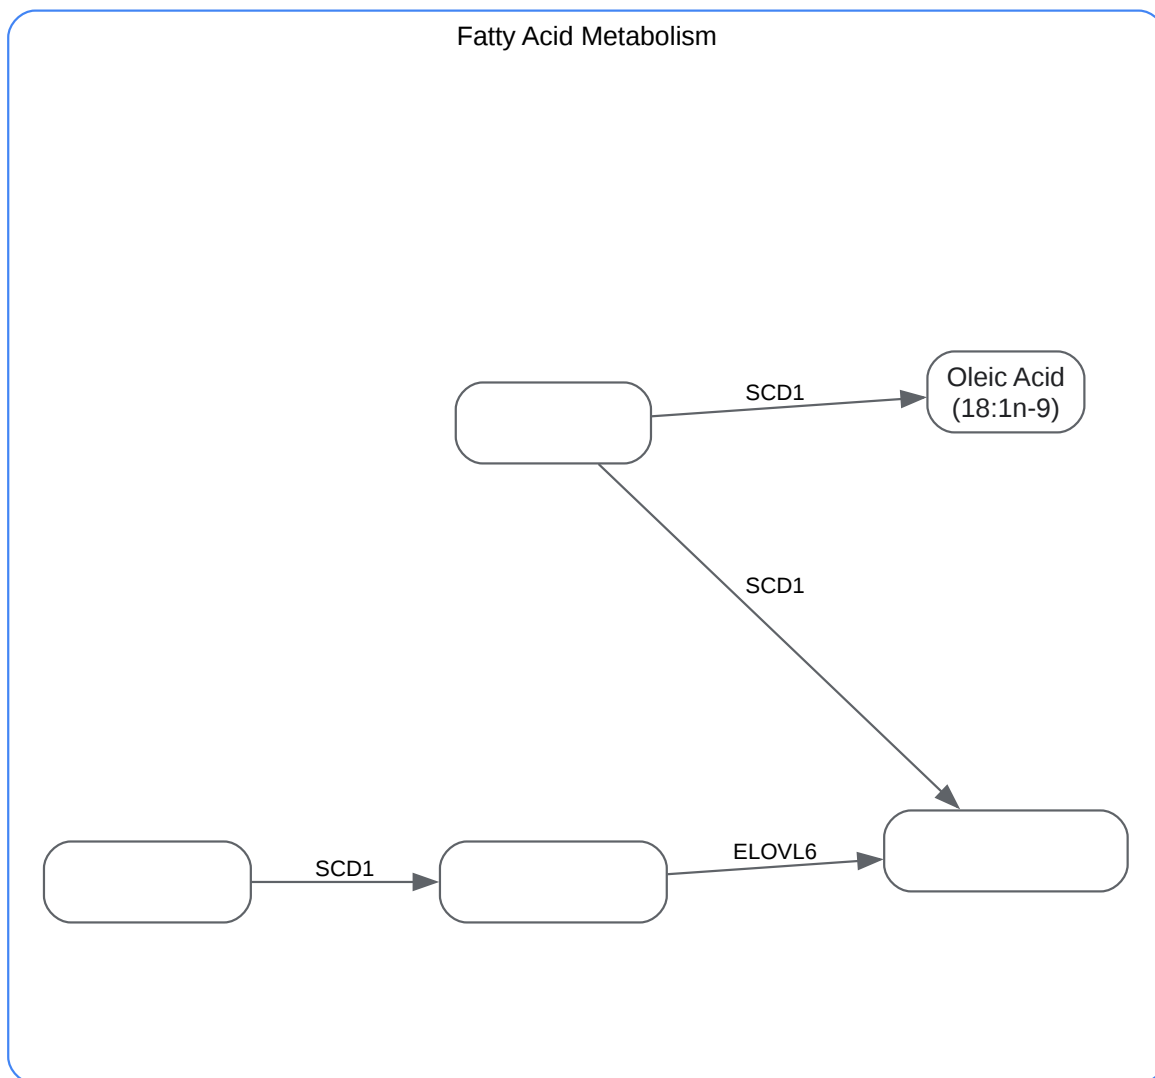 Fatty Acid Metabolism
SCD1
Oleic Acid
(18:1n-9)
SCD1
ELOVL6
SCD1